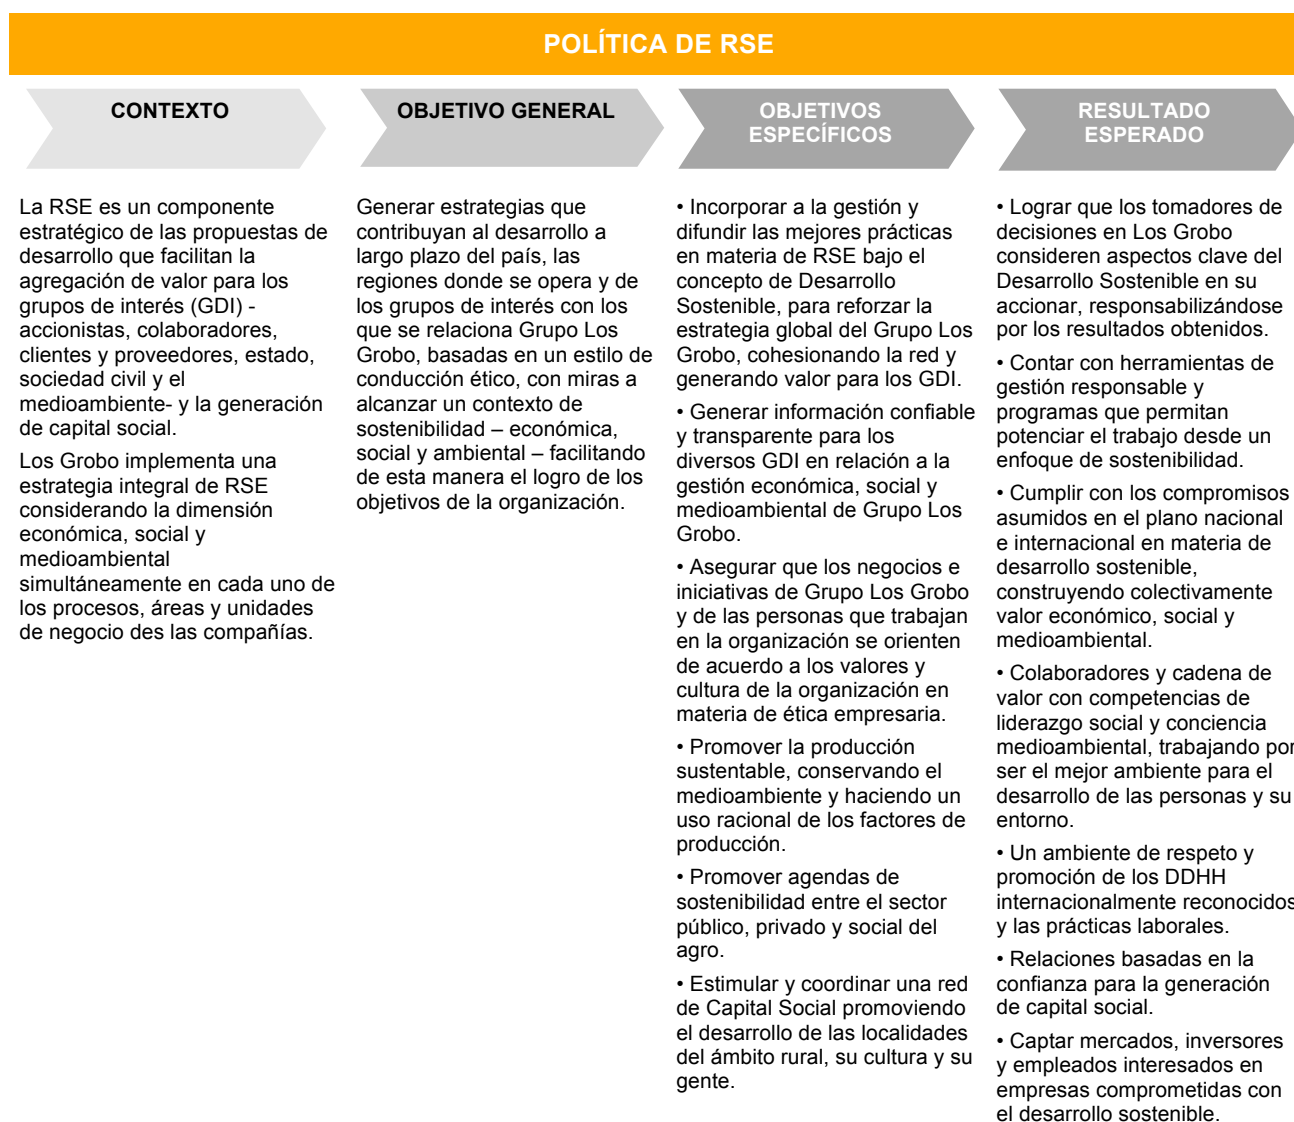 POLÍTICA DE RSE
CONTEXTO
La RSE es un componente
estratégico de las propuestas de
desarrollo que facilitan la
agregación de valor para los
grupos de interés (GDI) -
accionistas, colaboradores,
clientes y proveedores, estado,
sociedad civil y el
medioambiente- y la generación
de capital social.
Los Grobo implementa una
estrategia integral de RSE
considerando la dimensión
económica, social y
medioambiental
simultáneamente en cada uno de
los procesos, áreas y unidades
de negocio des las compañías.
OBJETIVO GENERAL
Generar estrategias que
contribuyan al desarrollo a
largo plazo del país, las
regiones donde se opera y de
los grupos de interés con los
que se relaciona Grupo Los
Grobo, basadas en un estilo de
conducción ético, con miras a
alcanzar un contexto de
sostenibilidad – económica,
social y ambiental – facilitando
de esta manera el logro de los
objetivos de la organización.
OBJETIVOS
ESPECÍFICOS
• Incorporar a la gestión y
difundir las mejores prácticas
en materia de RSE bajo el
concepto de Desarrollo
Sostenible, para reforzar la
estrategia global del Grupo Los
Grobo, cohesionando la red y
generando valor para los GDI.
• Generar información confiable
y transparente para los
diversos GDI en relación a la
gestión económica, social y
medioambiental de Grupo Los
Grobo.
• Asegurar que los negocios e
iniciativas de Grupo Los Grobo
y de las personas que trabajan
en la organización se orienten
de acuerdo a los valores y
cultura de la organización en
materia de ética empresaria.
• Promover la producción
sustentable, conservando el
medioambiente y haciendo un
uso racional de los factores de
producción.
• Promover agendas de
sostenibilidad entre el sector
público, privado y social del
agro.
• Estimular y coordinar una red
de Capital Social promoviendo
el desarrollo de las localidades
del ámbito rural, su cultura y su
gente.
RESULTADO
ESPERADO
• Lograr que los tomadores de
decisiones en Los Grobo
consideren aspectos clave del
Desarrollo Sostenible en su
accionar, responsabilizándose
por los resultados obtenidos.
• Contar con herramientas de
gestión responsable y
programas que permitan
potenciar el trabajo desde un
enfoque de sostenibilidad.
• Cumplir con los compromisos
asumidos en el plano nacional
e internacional en materia de
desarrollo sostenible,
construyendo colectivamente
valor económico, social y
medioambiental.
• Colaboradores y cadena de
valor con competencias de
liderazgo social y conciencia
medioambiental, trabajando por
ser el mejor ambiente para el
desarrollo de las personas y su
entorno.
• Un ambiente de respeto y
promoción de los DDHH
internacionalmente reconocidos
y las prácticas laborales.
• Relaciones basadas en la
confianza para la generación
de capital social.
• Captar mercados, inversores
y empleados interesados en
empresas comprometidas con
el desarrollo sostenible.